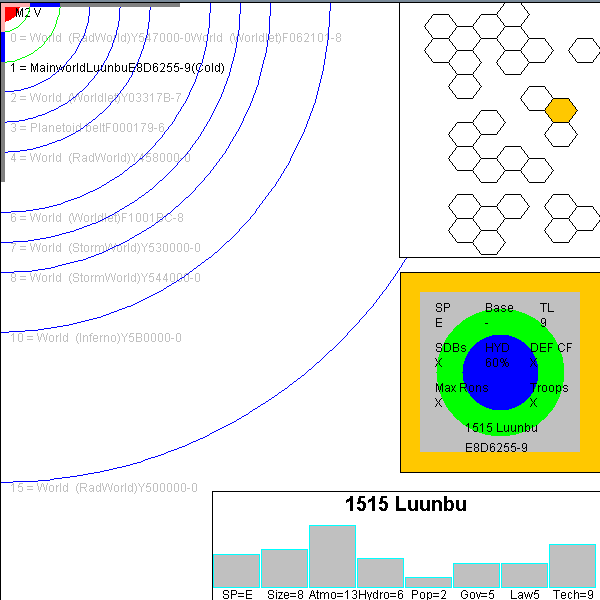 M2 V
0 = World (RadWorld)Y547000-0World (Worldlet)F062101-8
1 = MainworldLuunbuE8D6255-9(Cold)
2 = World (Worldlet)Y03317B-7
3 = Planetoid beltF000179-6
4 = World (RadWorld)Y458000-0
6 = World (Worldlet)F1001BC-8
7 = World (StormWorld)Y530000-0
8 = World (StormWorld)Y544000-0
10 = World (Inferno)Y5B0000-0
15 = World (RadWorld)Y500000-0
SP Base TL
E - 9
SDBs HYD DEF CF
X 60% X
Max Troops
X X
1515 Luunbu
E8D6255-9
1515 Luunbu
SP=E Size=8 Atmo=13 Hydro=6 Pop=2 Gov=5 Law5 Tech=9